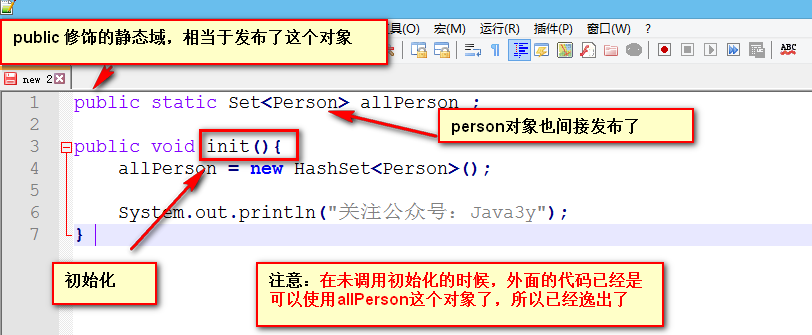 具(O) 宏(M) 运行(R) 插件(P) 窗口(W) ?
public 修饰的静态域，相当于发布了这个对象
ABC
new 2
1 public static Set<Person> allPerson ;
person对象也间接发布了
2
3 public void init(){
4 allPerson = new HashSet<Person>();
5
6 System.out.println("关注公众号：Java3y");
7 }
初始化
注意：在未调用初始化的时候，外面的代码已经是
可以使用allPerson这个对象了，所以已经逸出了